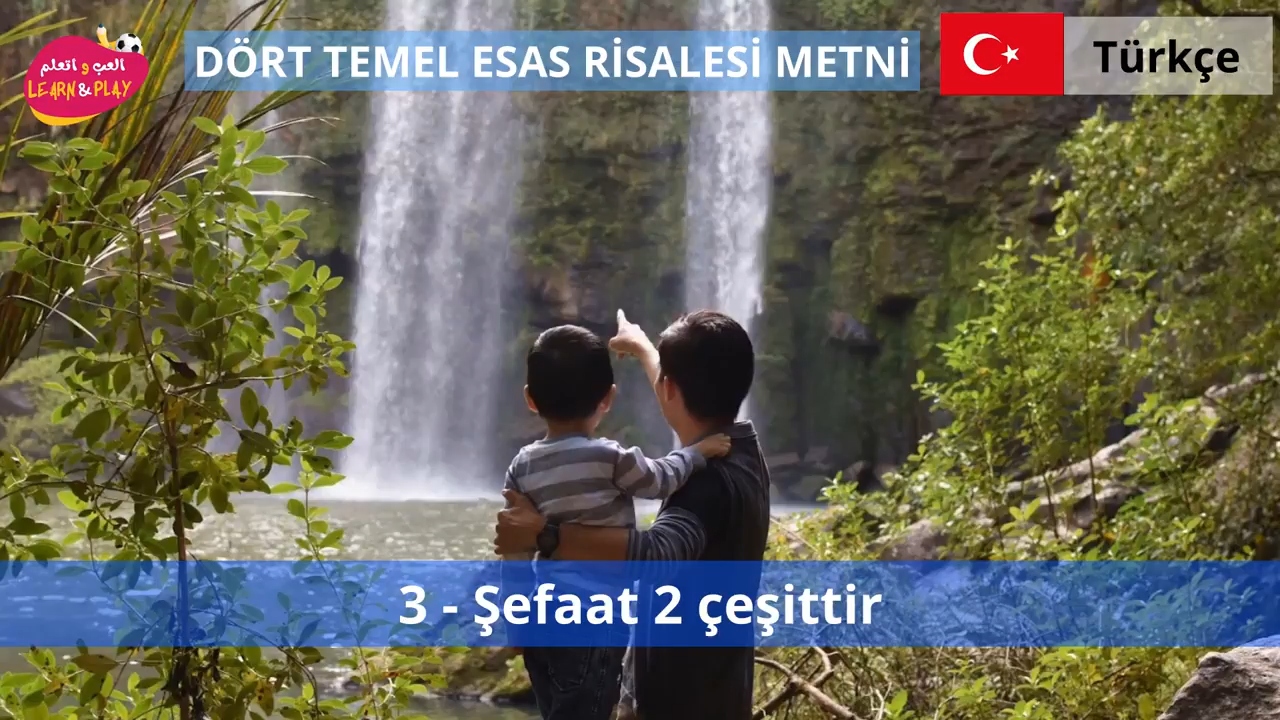 العب و اتعلم
LEARN&PLAY
DÖRT TEMEL ESAS RİSALESİ METNİ
Türkçe
3 - Şefaat 2 çeşittir